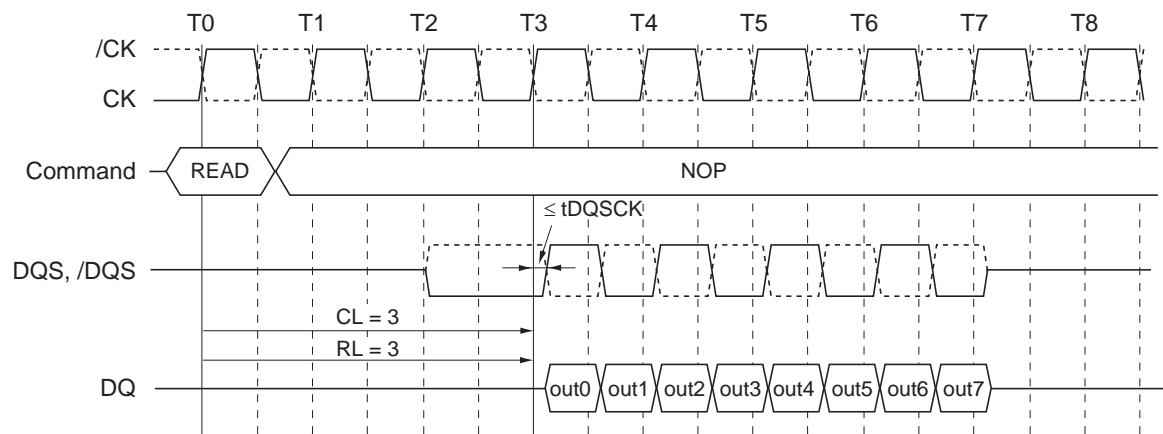 T0 T1 T2 T3 T4 T5 T6 T7 T8
/CK
CK
Command READ NOP
≤ tDQSCK
DQS, /DQS
CL = 3
RL = 3
DQ out0 out1 out2 out3 out4 out5 out6 out7